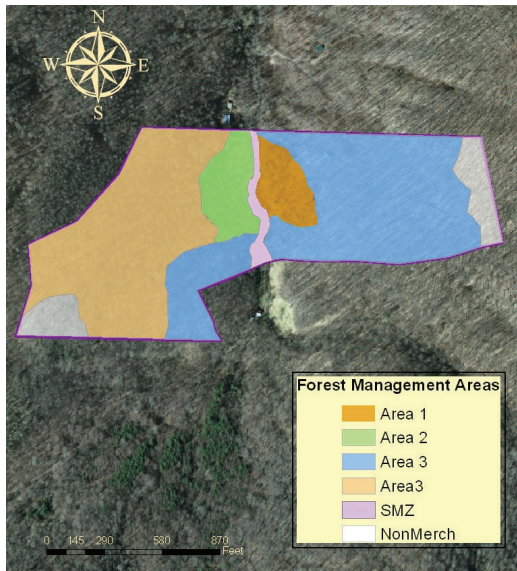 N
W E
S
Forest Management Areas
Area 1
Area 2
Area 3
Area3
SMZ
NonMerch
0 145 290 580 870
Feet